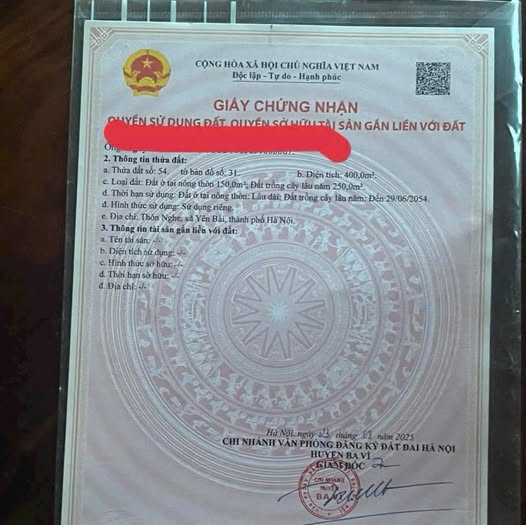 CỘNG HÒA XÃ HỘI CHỦ NGHĨA VIỆT NAM
Độc lập - Tự do - Hạnh phúc
GIẤY CHỨNG NHẬN
QUYỀN SỬ DỤNG ĐẤT, QUYỀN SỞ HỮU TÀI SẢN GẮN LIỀN VỚI ĐẤT
2. Thông tin thửa đất:
a. Thửa đất số: 54, tờ bản đồ số: 31. b. Diện tích: 400,0m².
c. Loại đất: Đất ở tại nông thôn 150,0m²; Đất trồng cây lâu năm 250,0m².
d. Thời hạn sử dụng: Đất ở tại nông thôn: Lâu dài; Đất trồng cây lâu năm: Đến 29/06/2054.
đ. Hình thức sử dụng: Sử dụng riêng.
e. Địa chỉ: Thôn Nghe, xã Yên Bài, thành phố Hà Nội.
3. Thông tin tài sản gắn liền với đất:
a. Tên tài sản: -/-
b. Diện tích sử dụng: -/-
c. Hình thức sở hữu: -/-
d. Thời hạn sở hữu: -/-
đ. Địa chỉ: -/-
Hà Nội, ngày tháng năm 2025
CHI NHÁNH VĂN PHÒNG ĐĂNG KÝ ĐẤT ĐAI HÀ NỘI
HUYỆN BA VÌ
GIÁM ĐỐC
CHI NHÁNH
HUYỆN